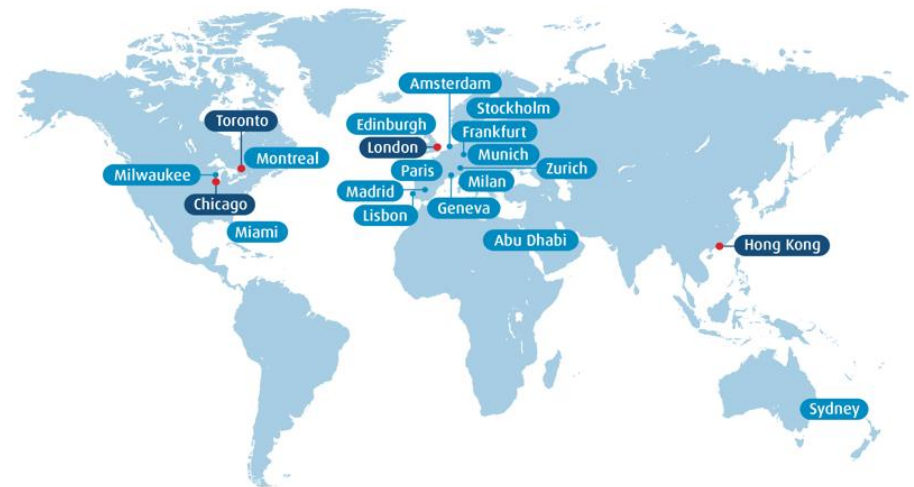 Amsterdam
Stockholm
Toronto
Edinburgh
Frankfurt
London
Munich
Montreal
Paris
Zurich
Milwaukee
Milan
Madrid
Chicago
Geneva
Lisbon
Miami
Abu Dhabi
Hong Kong
Sydney